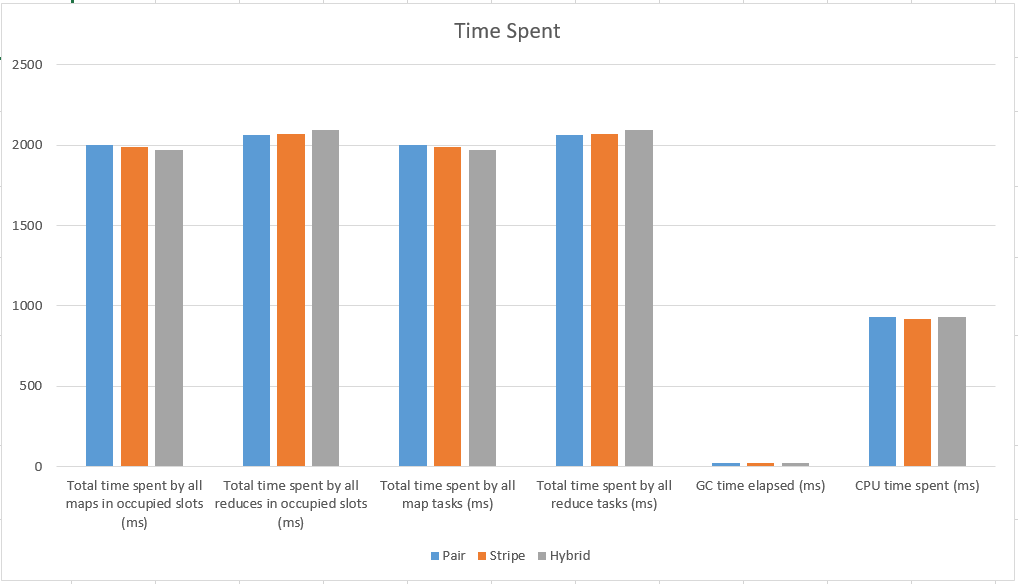 Time Spent
2500
2000
1500
1000
500
0
Total time spent by all
maps in occupied slots
(ms)
Total time spent by all
reduces in occupied slots
(ms)
Total time spent by all
map tasks (ms)
Total time spent by all
reduce tasks (ms)
GC time elapsed (ms)
CPU time spent (ms)
Pair Stripe Hybrid